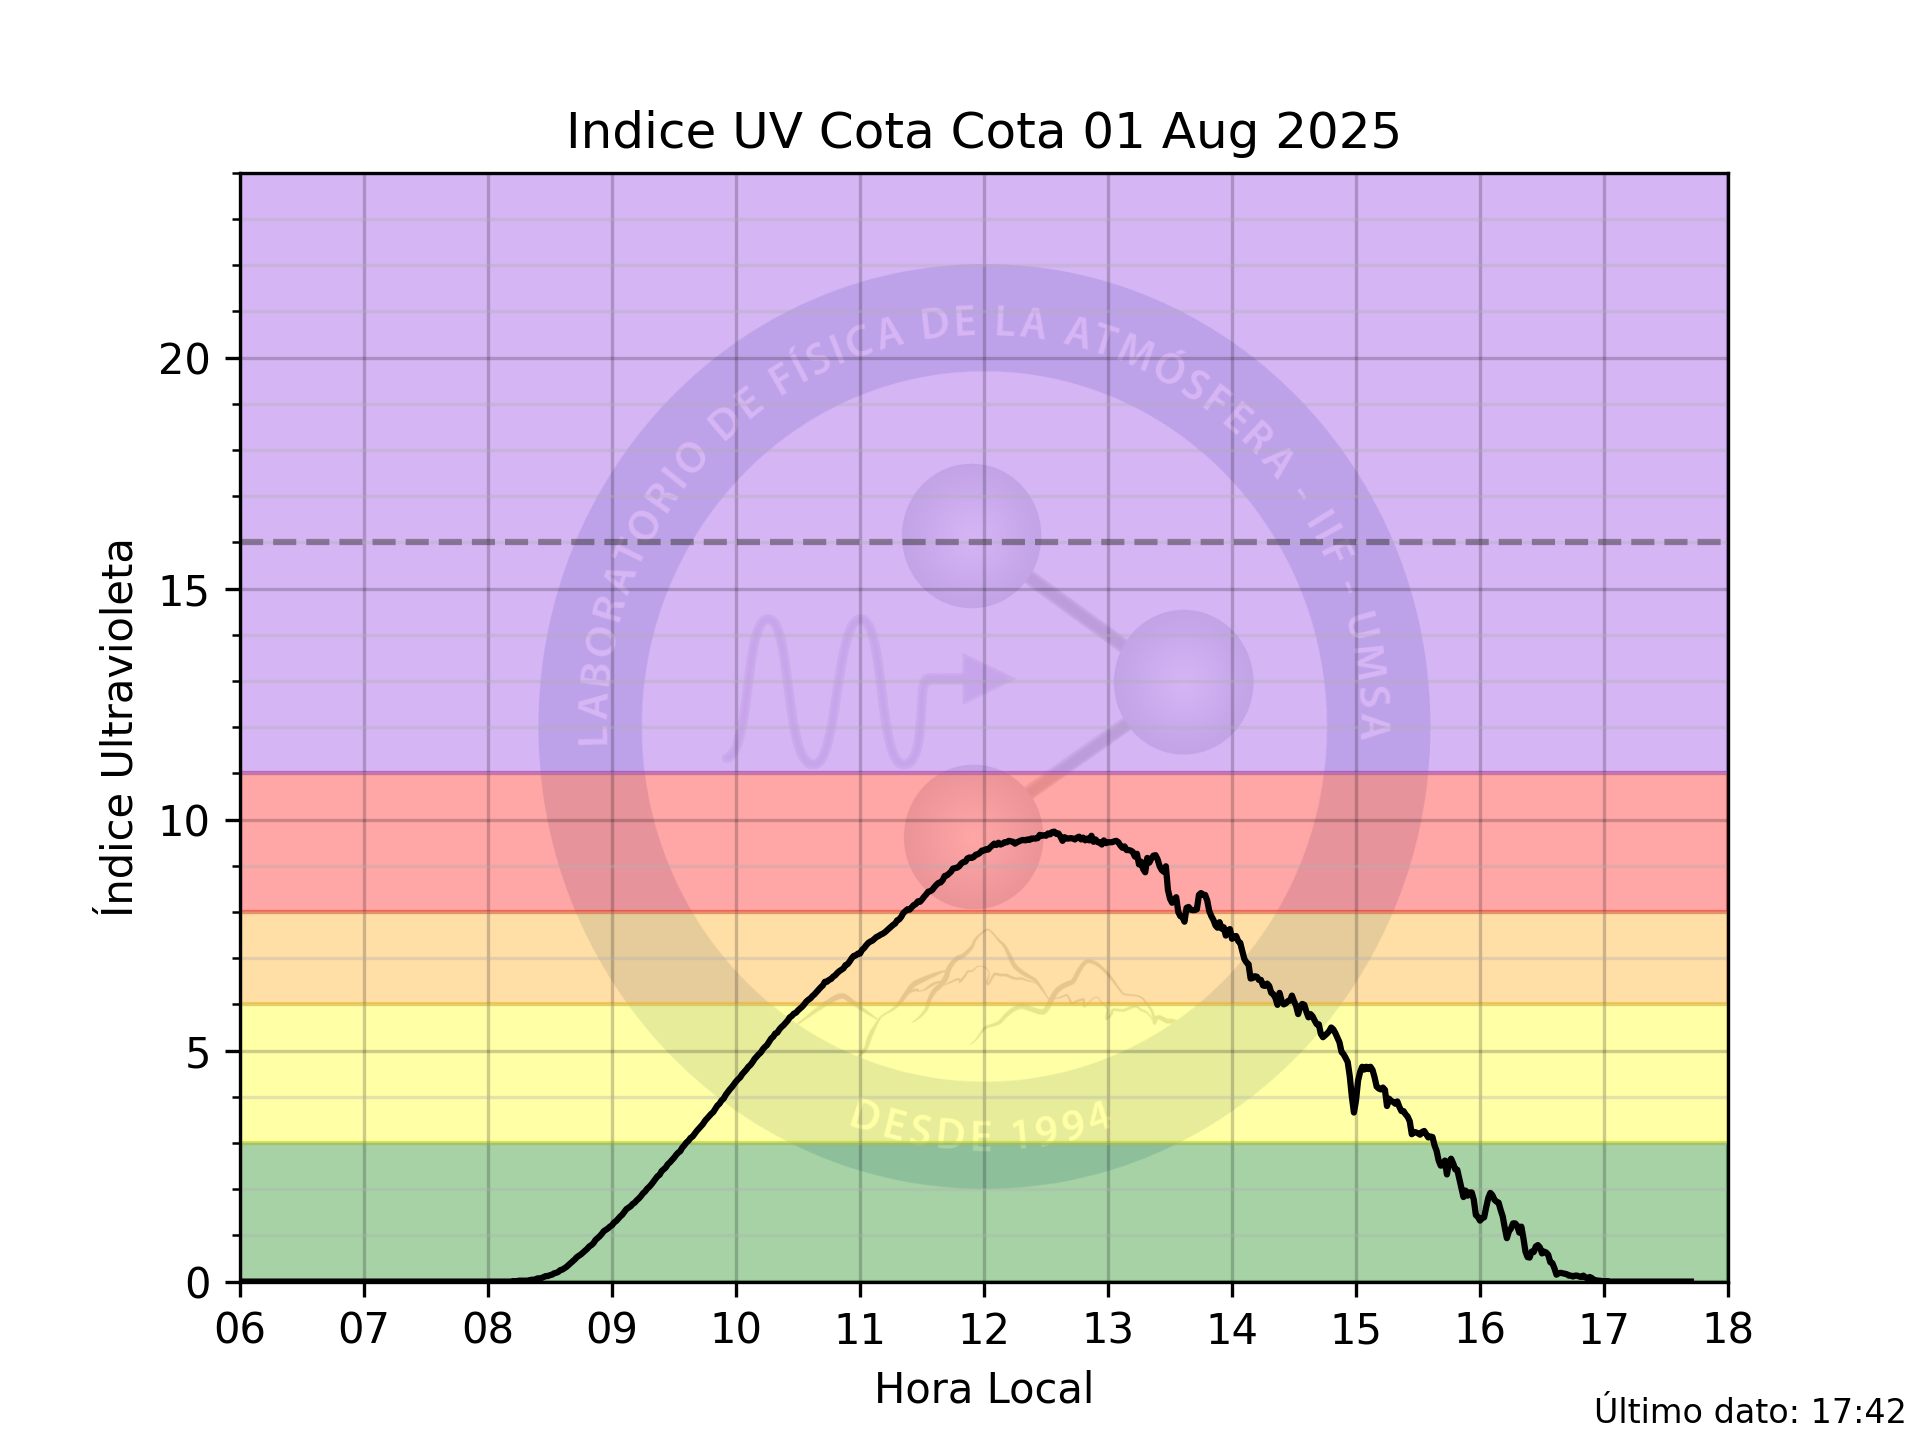 Indice UV Cota Cota 01 Aug 2025
LABORATORIO DE FÍSICA DE LA ATMÓSFERA - IIF - UMSA
DESDE 1994
Índice Ultravioleta
20
15
10
5
0
06 07 08 09 10 11 12 13 14 15 16 17 18
Hora Local
Último dato: 17:42